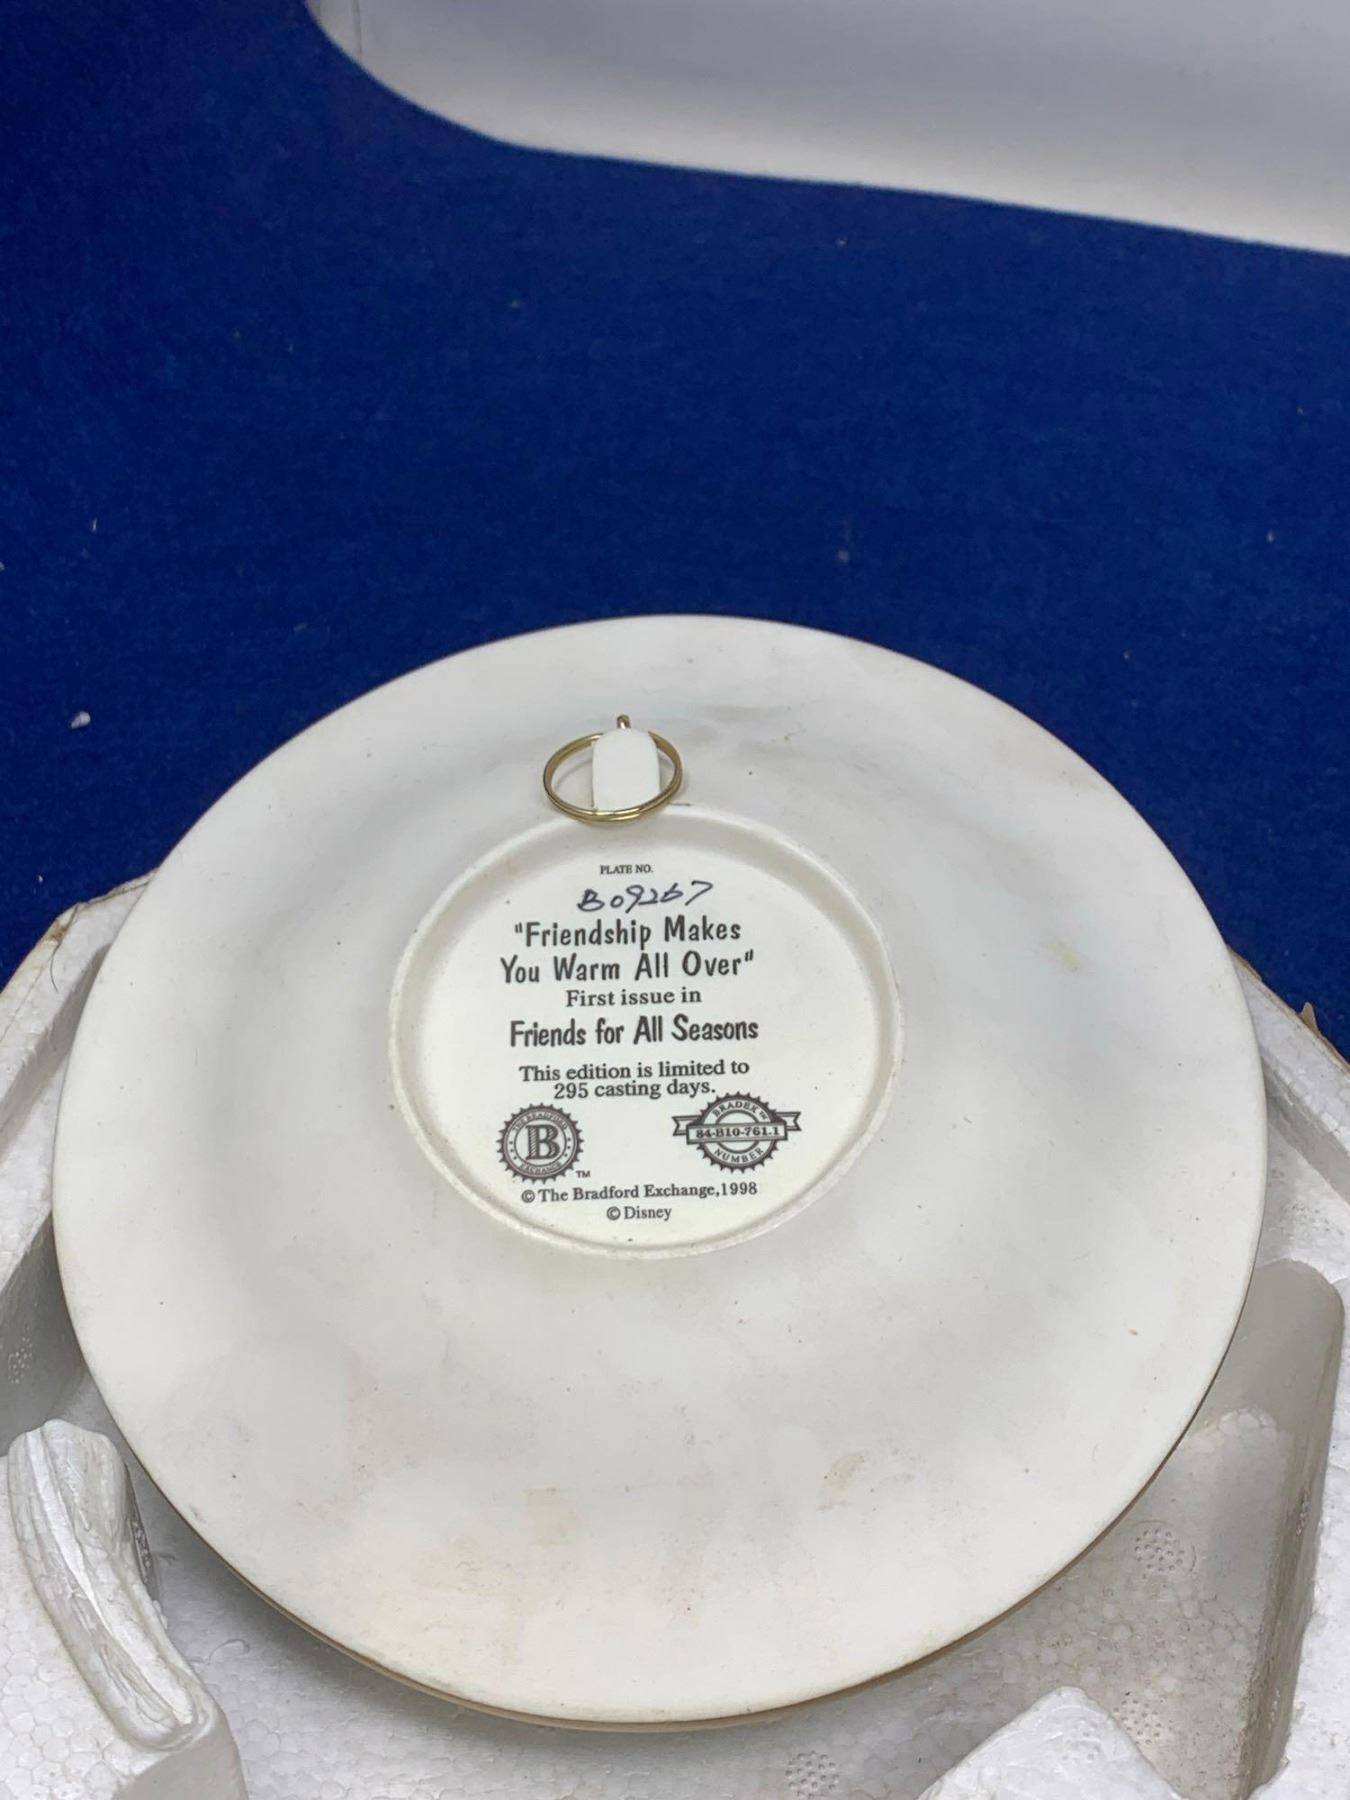 PLATE NO.
B09267
"Friendship Makes
You Warm All Over"
First issue in
Friends for All Seasons
This edition is limited to
295 casting days.
THE BRADFORD
B
EXCHANGE
TM
BRADEX
84-B10-761.1
NUMBER
© The Bradford Exchange, 1998
© Disney